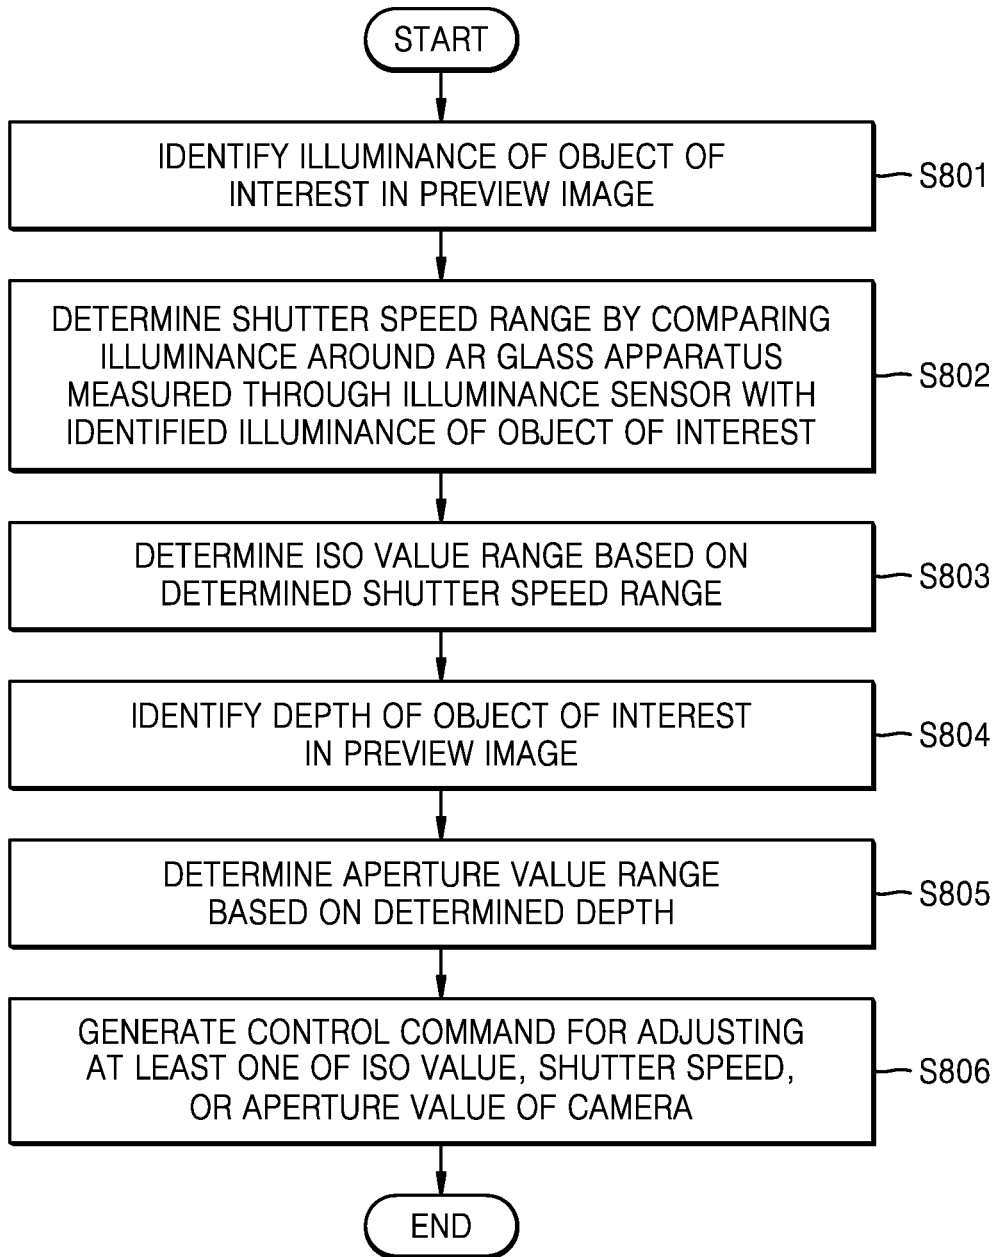 START
IDENTIFY ILLUMINANCE OF OBJECT OF
INTEREST IN PREVIEW IMAGE
S801
DETERMINE SHUTTER SPEED RANGE BY COMPARING
ILLUMINANCE AROUND AR GLASS APPARATUS
MEASURED THROUGH ILLUMINANCE SENSOR WITH
IDENTIFIED ILLUMINANCE OF OBJECT OF INTEREST
S802
DETERMINE ISO VALUE RANGE BASED ON
DETERMINED SHUTTER SPEED RANGE
S803
IDENTIFY DEPTH OF OBJECT OF INTEREST
IN PREVIEW IMAGE
S804
DETERMINE APERTURE VALUE RANGE
BASED ON DETERMINED DEPTH
S805
GENERATE CONTROL COMMAND FOR ADJUSTING
AT LEAST ONE OF ISO VALUE, SHUTTER SPEED,
OR APERTURE VALUE OF CAMERA
S806
END